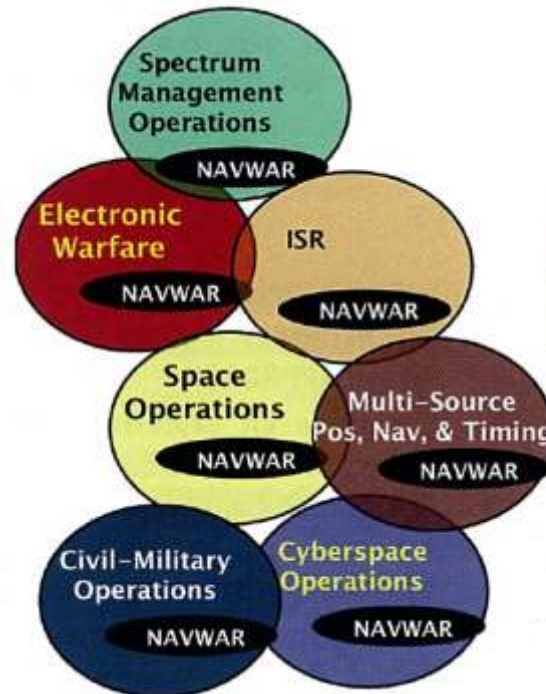 Spectrum
Management
Operations
NAVWAR
Electronic
Warfare
NAVWAR
ISR
NAVWAR
Space
Operations
NAVWAR
Multi-Source
Pos, Nav, & Timing
NAVWAR
Civil-Military
Operations
NAVWAR
Cyberspace
Operations
NAVWAR